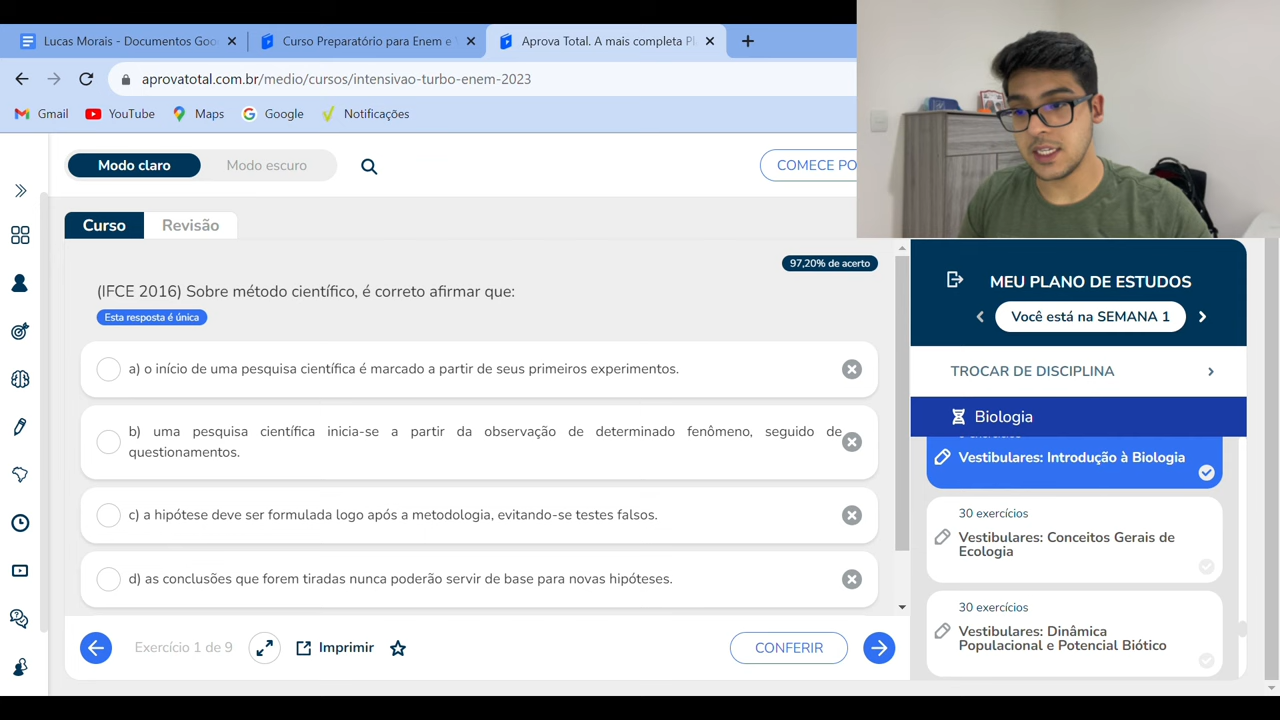 Lucas Morais - Documentos Goo
Curso Preparatório para Enem e
Aprova Total. A mais completa Pl
aprovatotal.com.br/medio/cursos/intensivao-turbo-enem-2023
Gmail
YouTube
Maps
Google
Notificações
Modo claro
Modo escuro
COMECE PO
Curso
Revisão
97,20% de acerto
(IFCE 2016) Sobre método científico, é correto afirmar que:
Esta resposta é única
a) o início de uma pesquisa científica é marcado a partir de seus primeiros experimentos.
b) uma pesquisa científica inicia-se a partir da observação de determinado fenômeno, seguido de
questionamentos.
c) a hipótese deve ser formulada logo após a metodologia, evitando-se testes falsos.
d) as conclusões que forem tiradas nunca poderão servir de base para novas hipóteses.
Exercício 1 de 9
Imprimir
CONFERIR
MEU PLANO DE ESTUDOS
Você está na SEMANA 1
TROCAR DE DISCIPLINA
Biologia
Vestibulares: Introdução à Biologia
30 exercícios
Vestibulares: Conceitos Gerais de
Ecologia
30 exercícios
Vestibulares: Dinâmica
Populacional e Potencial Biótico